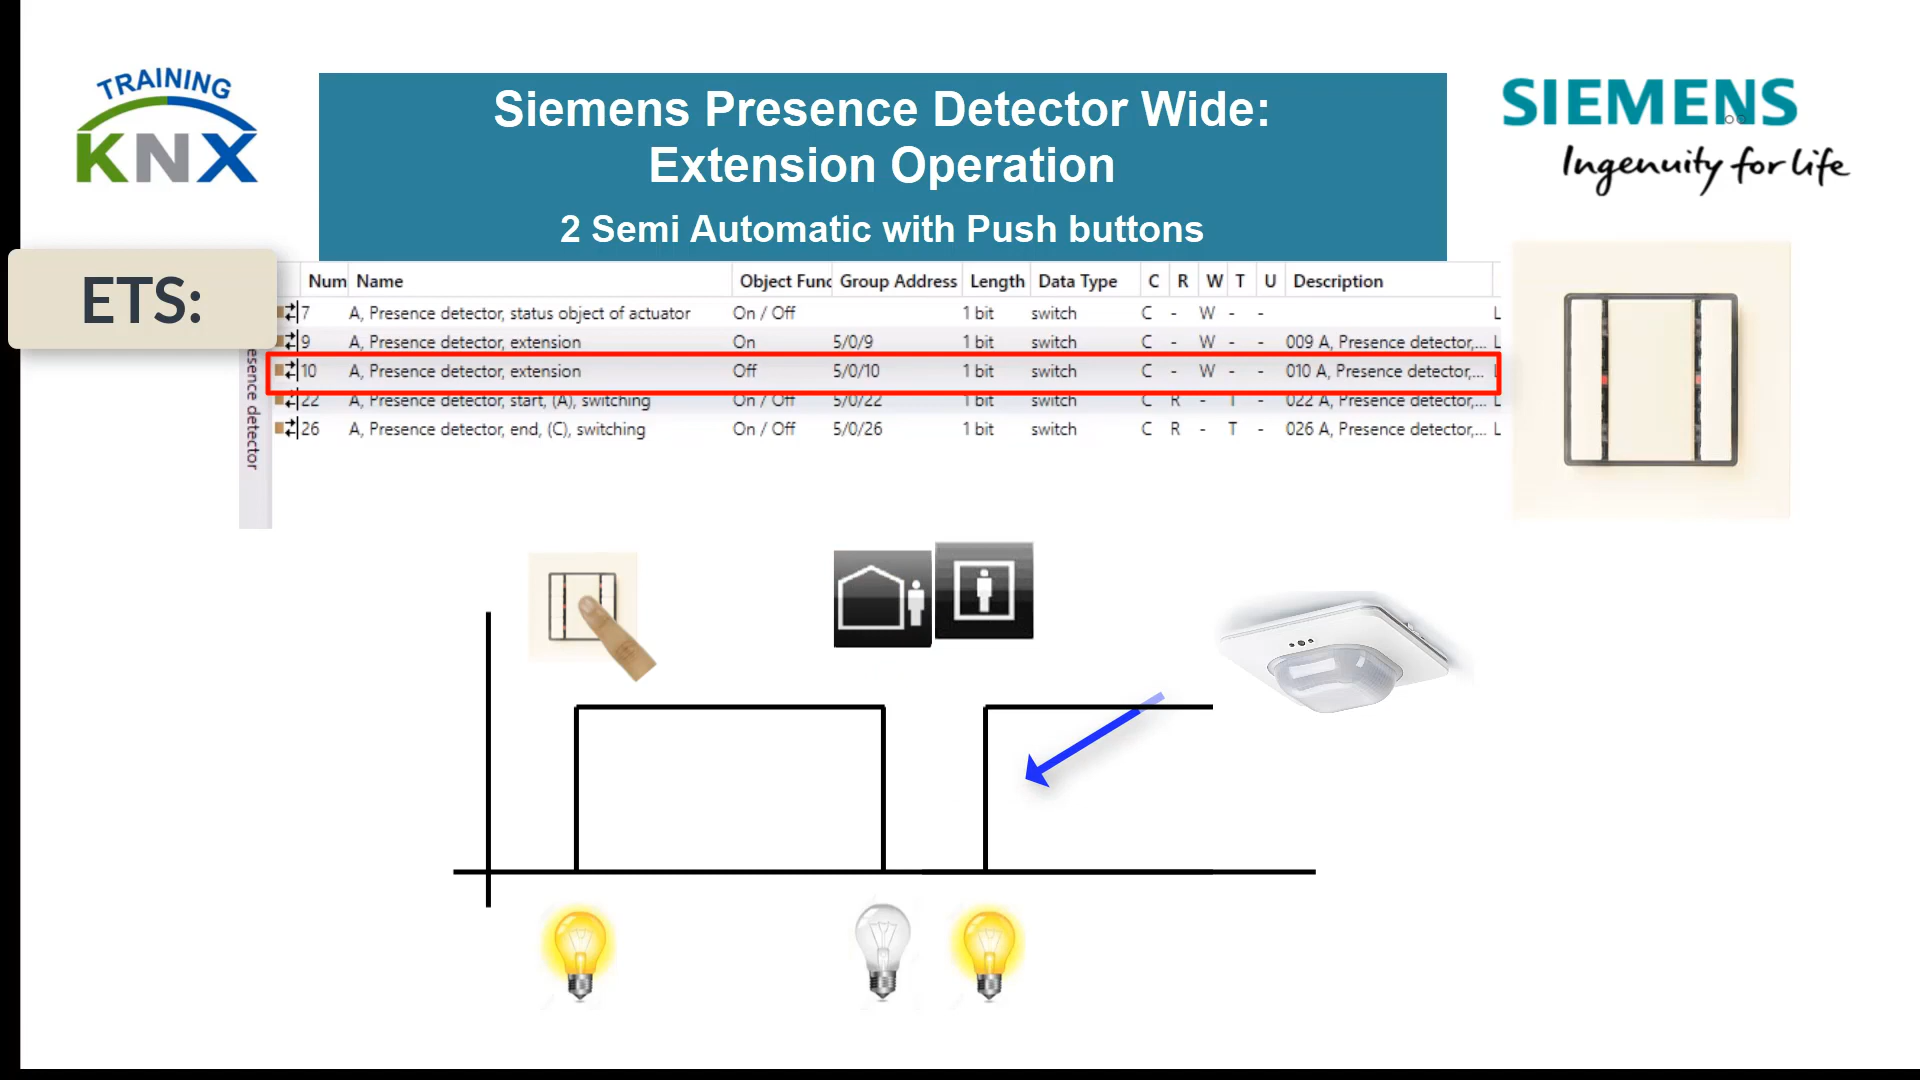 TRAINING
KNX
Siemens Presence Detector Wide:
Extension Operation
2 Semi Automatic with Push buttons
SIEMENS
Ingenuity for life
ETS:
Num Name Object Func Group Address Length Data Type C R W T U Description
7 A, Presence detector, status object of actuator On / Off 1 bit switch C - W - - L
9 A, Presence detector, extension On 5/0/9 1 bit switch C - W - - 009 A, Presence detector,... L
10 A, Presence detector, extension Off 5/0/10 1 bit switch C - W - - 010 A, Presence detector,...
22 A, Presence detector, start, (A), switching On / Off 5/0/22 1 bit switch C R - T - 022 A, Presence detector,... L
26 A, Presence detector, end, (C), switching On / Off 5/0/26 1 bit switch C R - T - 026 A, Presence detector,... L
esence detector